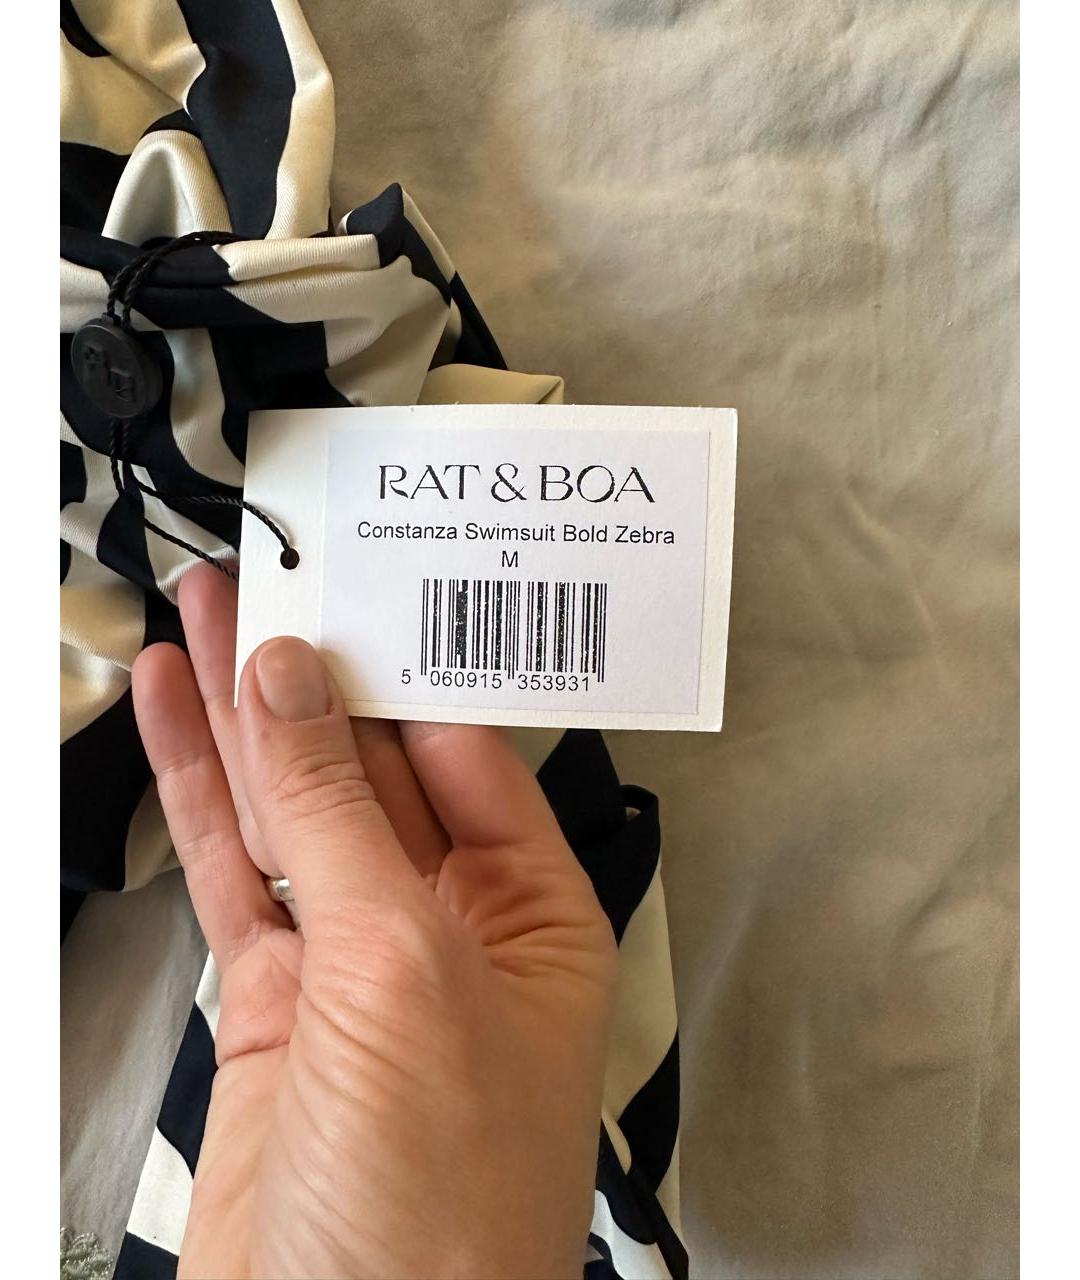 RAT & BOA
Constanza Swimsuit Bold Zebra
M
5 060915 353931